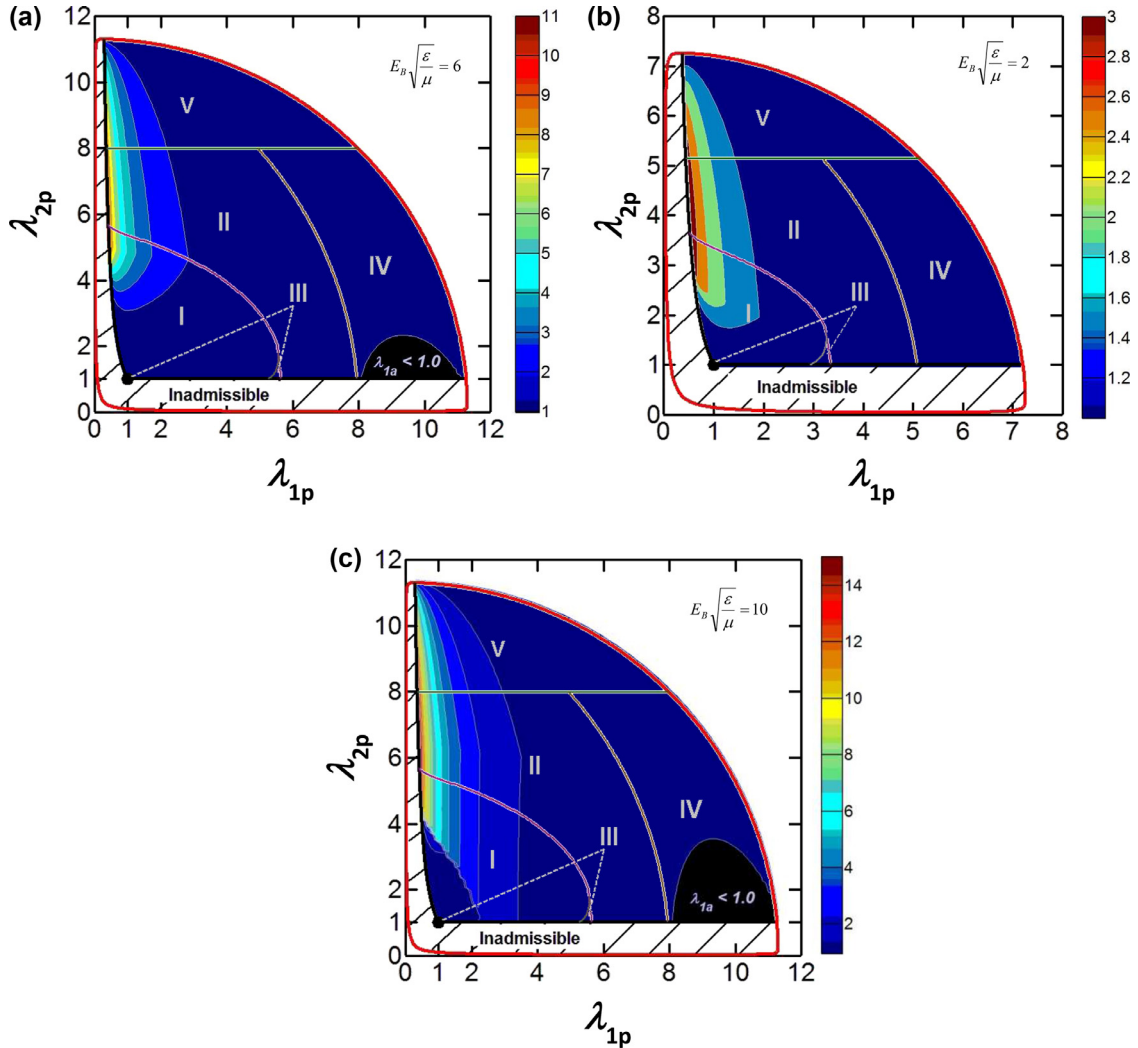 (a)
12
10
8
6
4
2
1
0
λ2p
0 1 2 4 6 8 10 12
λ1p
E_B √(ε/μ) = 6
V
II
IV
I
III
λ1a < 1.0
Inadmissible
11
10
9
8
7
6
5
4
3
2
1
(b)
8
7
6
5
4
3
2
1
0
λ2p
0 1 2 3 4 5 6 7 8
λ1p
E_B √(ε/μ) = 2
V
II
IV
I
III
Inadmissible
3
2.8
2.6
2.4
2.2
2
1.8
1.6
1.4
1.2
(c)
12
10
8
6
4
2
1
0
λ2p
0 1 2 4 6 8 10 12
λ1p
E_B √(ε/μ) = 10
V
II
IV
I
III
λ1a < 1.0
Inadmissible
14
12
10
8
6
4
2